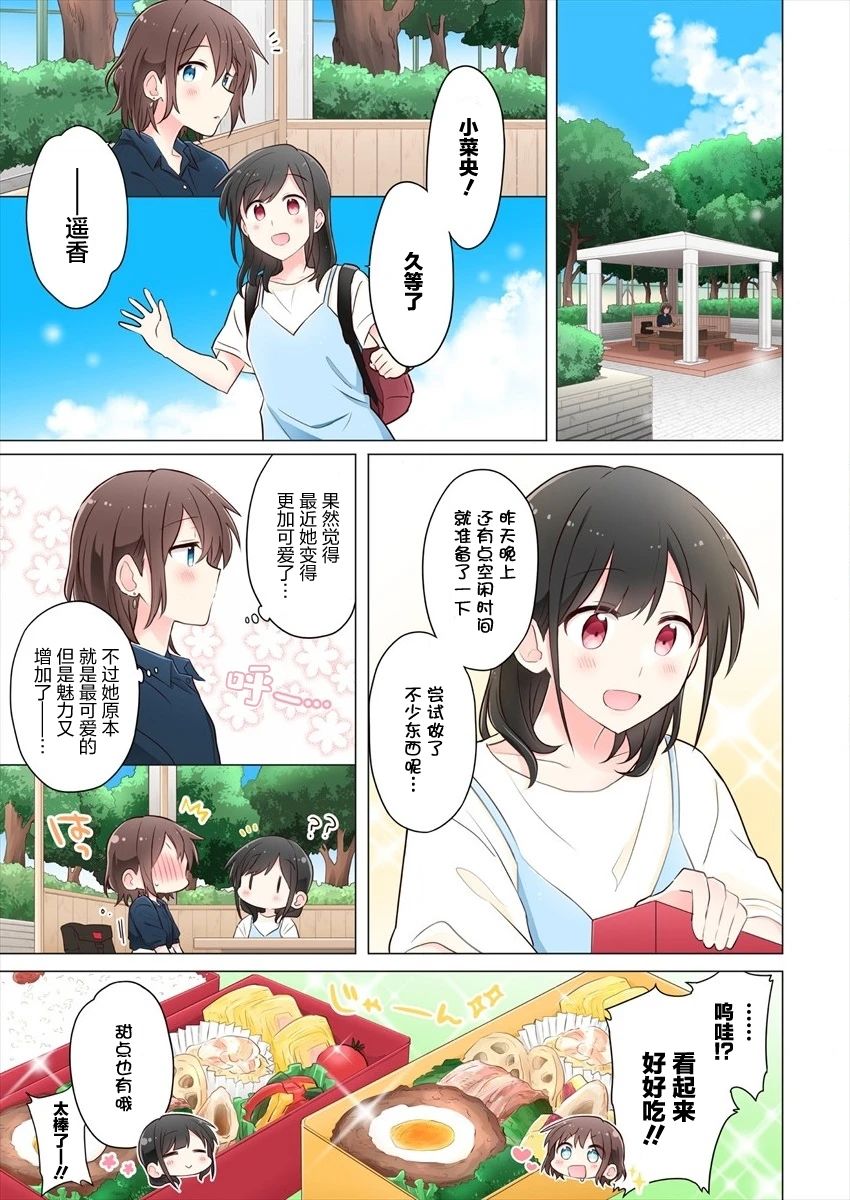 小菜央！
久等了
——遥香
昨天晚上
还有点空闲时间
就准备了一下
尝试做了
不少东西呢…
果然觉得
最近她变得
更加可爱了…
不过她原本
就是最可爱的
但是魅力又
增加了——…
呼ー…
はっ
??
……
呜哇!?
看起来
好好吃!!
じゃーん
甜点也有哦
太棒了ー!!